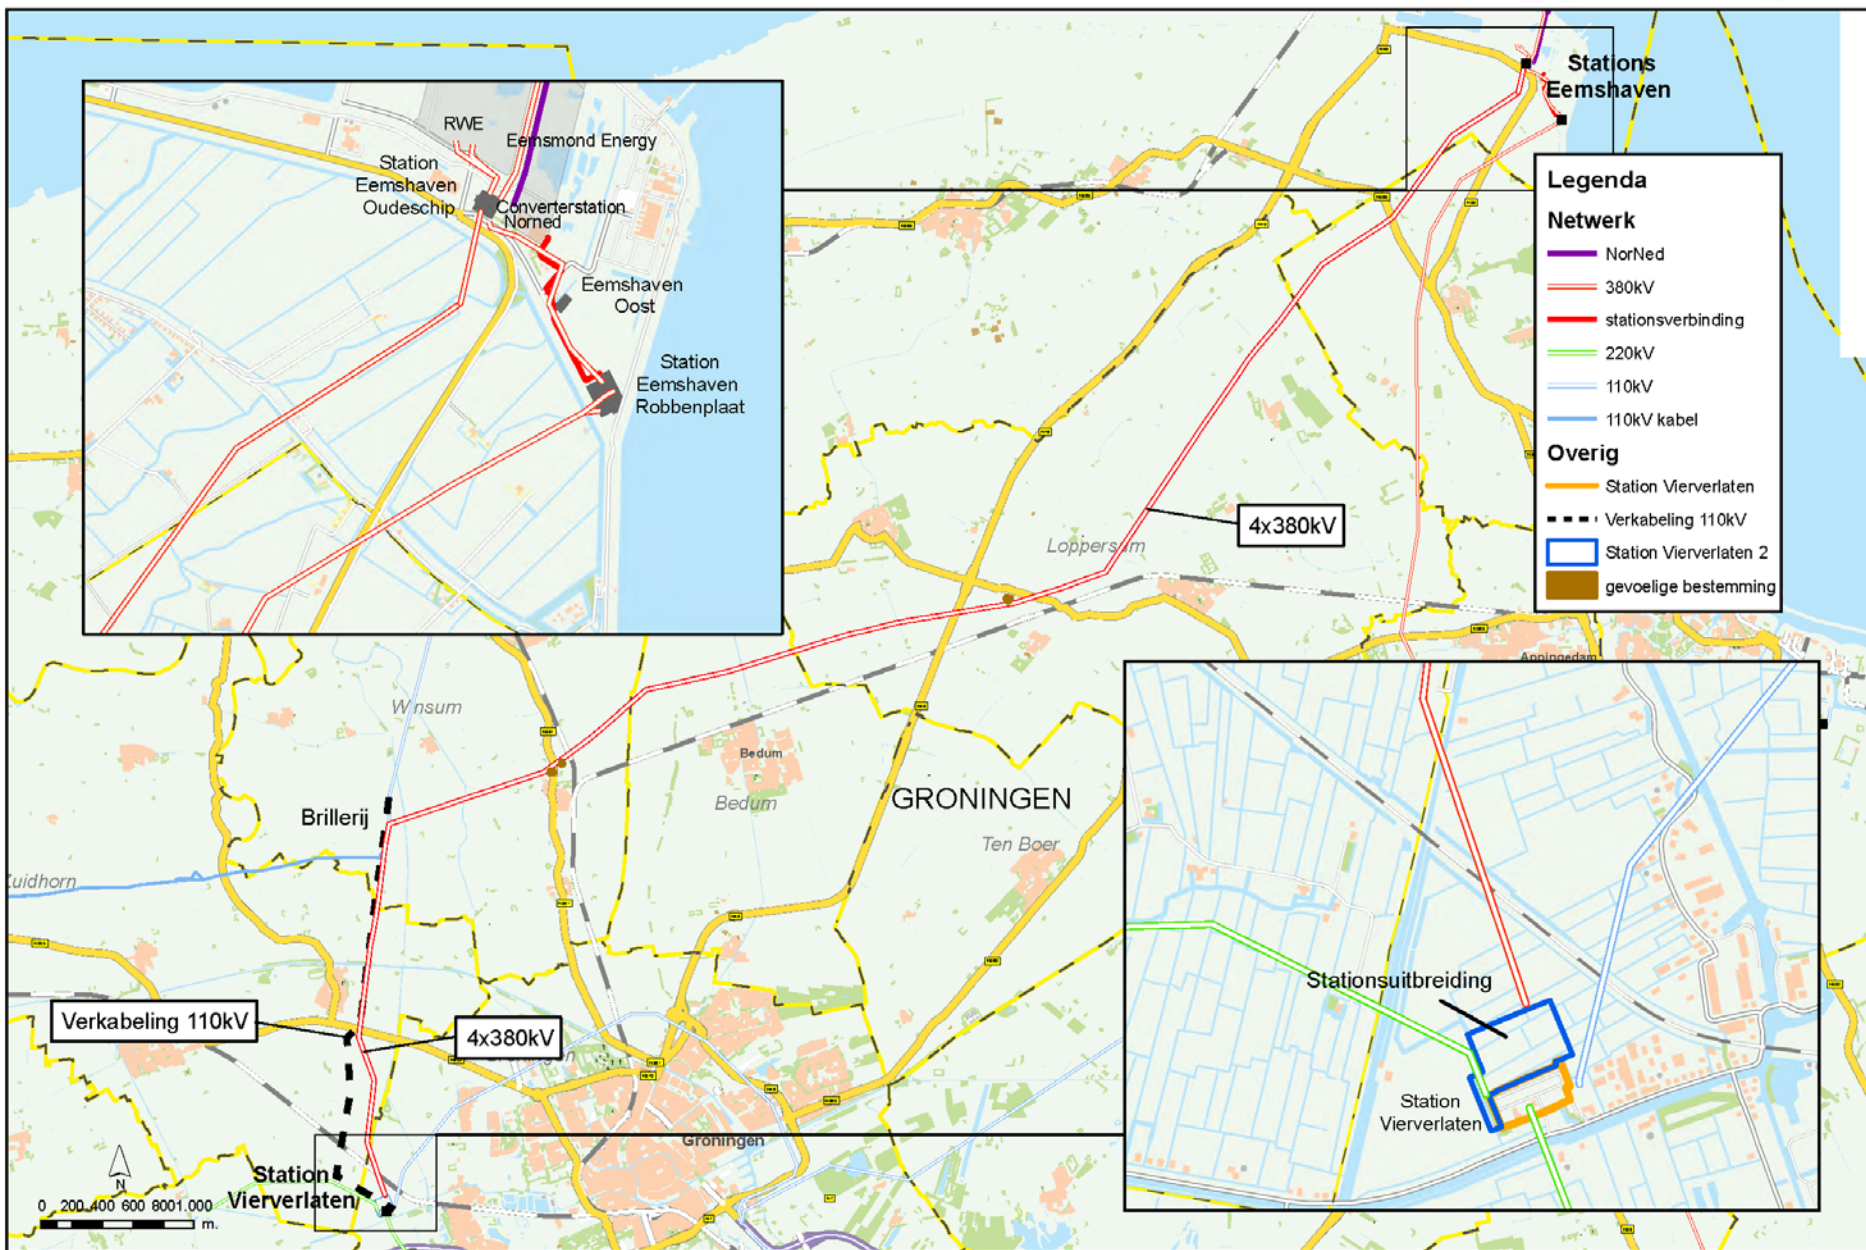 Stations
Eemshaven
RWE
Eemsmond Energy
Station
Eemshaven
Oudeschip
Converterstation
Norned
Eemshaven
Oost
Station
Eemshaven
Robbenplaat
Legenda
Netwerk
NorNed
380kV
stationsverbinding
220kV
110kV
110kV kabel
Overig
Station Vierverlaten
Verkabeling 110kV
Station Vierverlaten 2
gevoelige bestemming
4x380kV
Loppersum
Appingedam
Winsum
Bedum
Bedum
GRONINGEN
Brillerij
Ten Boer
Zuidhorn
Stationsuitbreiding
Verkabeling 110kV
4x380kV
Station
Vierverlaten
Groningen
Station
Vierverlaten
N
0 200 400 600 800 1.000
m.